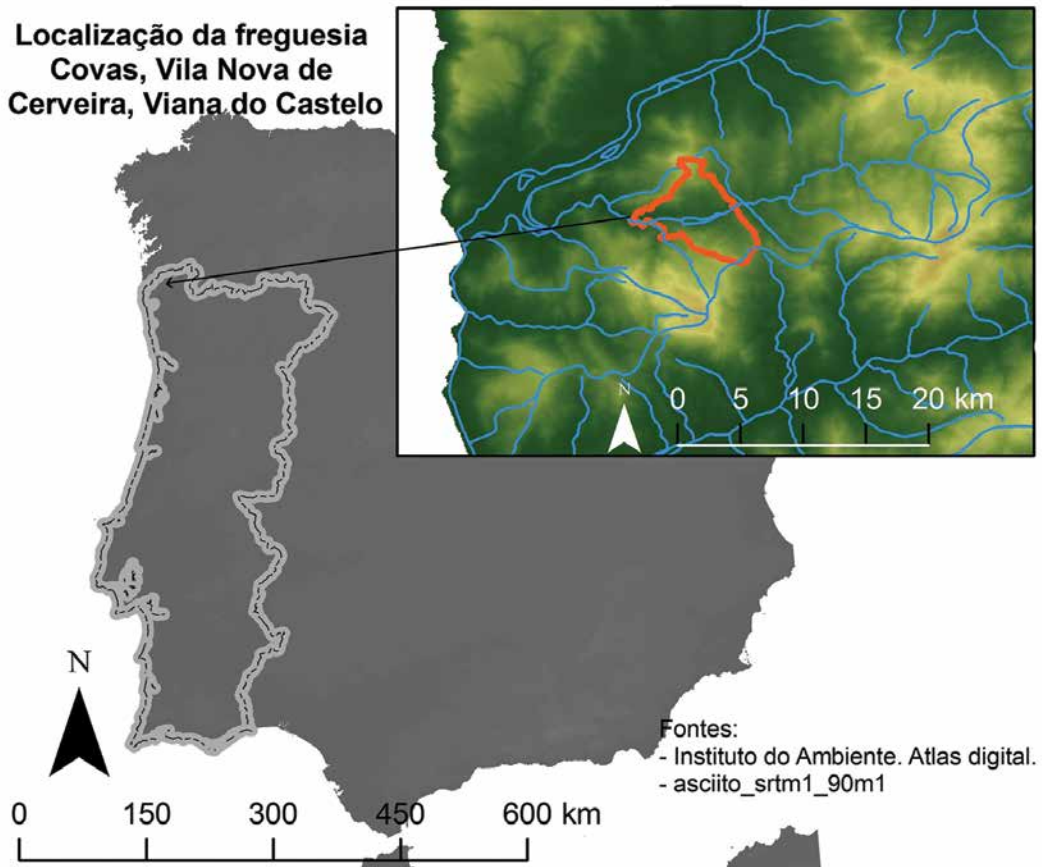 Localização da freguesia
Covas, Vila Nova de
Cerveira, Viana do Castelo
N
0 5 10 15 20 km
N
Fontes:
- Instituto do Ambiente. Atlas digital.
- asciito_srtm1_90m1
0 150 300 450 600 km